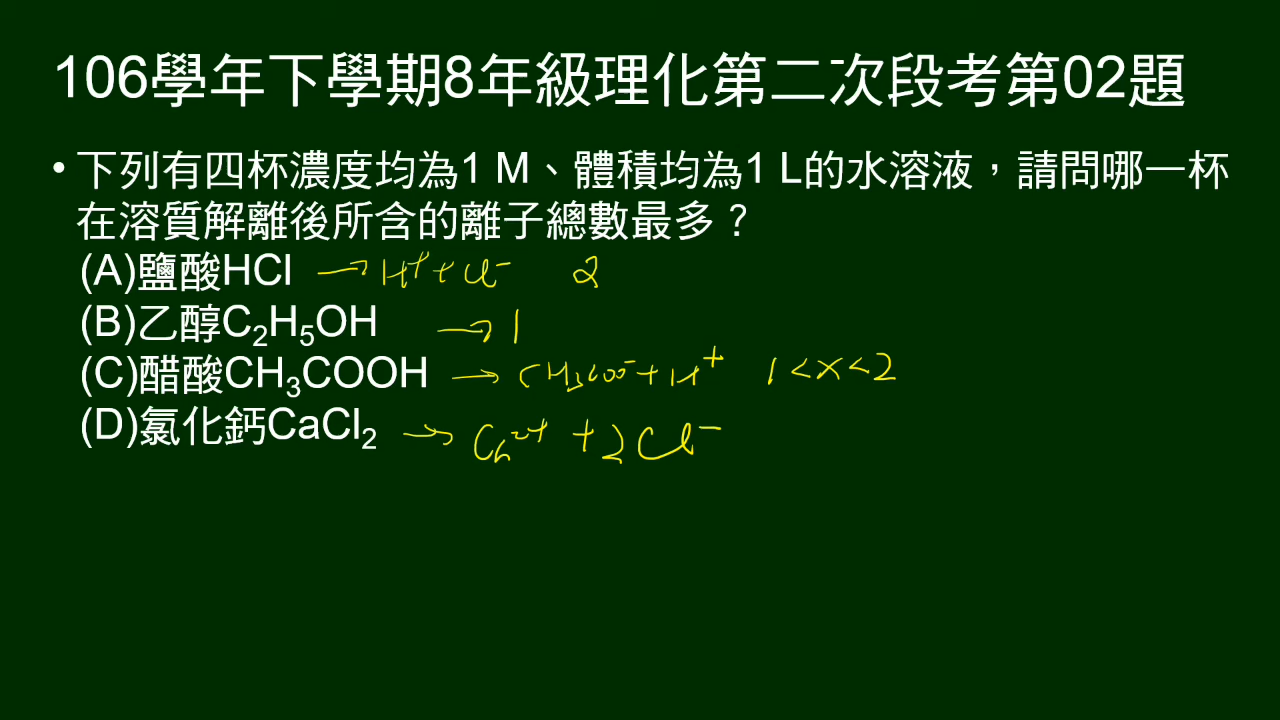 106學年下學期8年級理化第二次段考第02題
• 下列有四杯濃度均為1 M、體積均為1 L的水溶液，請問哪一杯
在溶質解離後所含的離子總數最多？
(A)鹽酸HCl → H⁺ + Cl⁻ 2
(B)乙醇C₂H₅OH → 1
(C)醋酸CH₃COOH → CH₃COO⁻ + H⁺ 1 < x < 2
(D)氯化鈣CaCl₂ → Ca²⁺ + 2Cl⁻